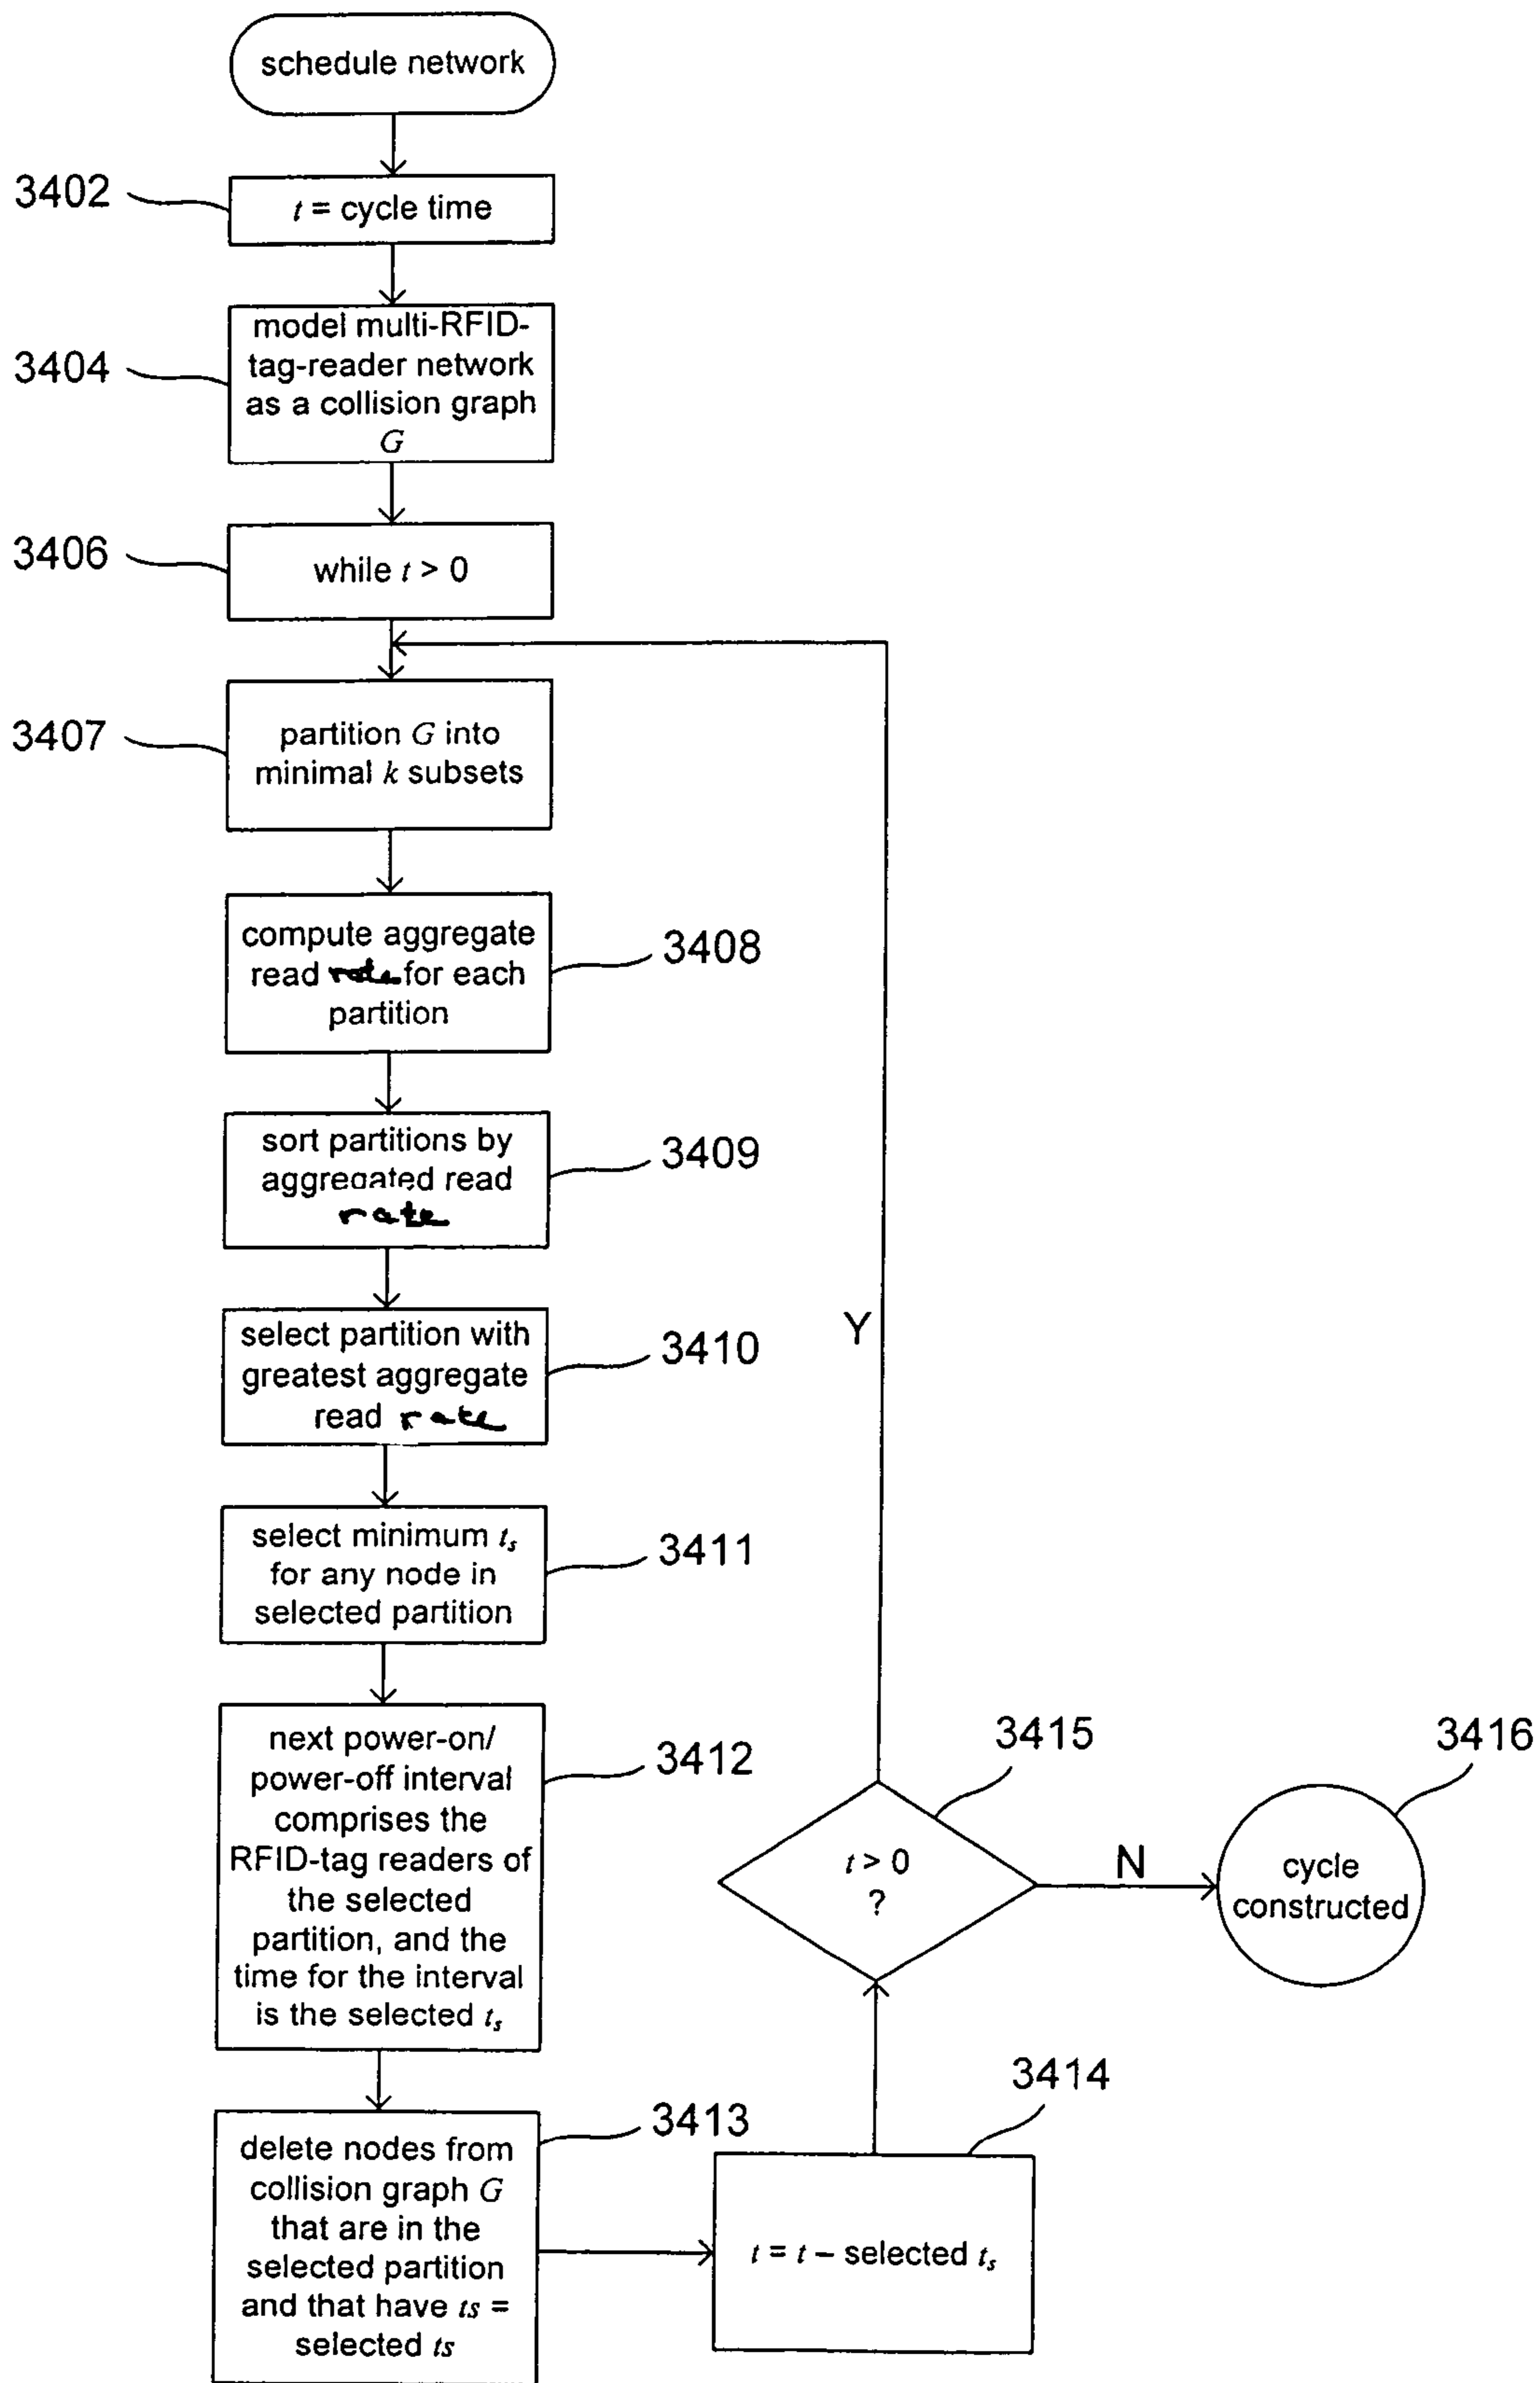 schedule network
3402
t = cycle time
3404
model multi-RFID-
tag-reader network
as a collision graph
G
3406
while t > 0
3407
partition G into
minimal k subsets
3408
compute aggregate
read rate for each
partition
3409
sort partitions by
aggregated read
rate
3410
select partition with
greatest aggregate
read rate
Y
3411
select minimum ts
for any node in
selected partition
3412
next power-on/
power-off interval
comprises the
RFID-tag readers of
the selected
partition, and the
time for the interval
is the selected ts
3415
t > 0
?
N
3416
cycle
constructed
3413
delete nodes from
collision graph G
that are in the
selected partition
and that have ts =
selected ts
3414
t = t – selected ts